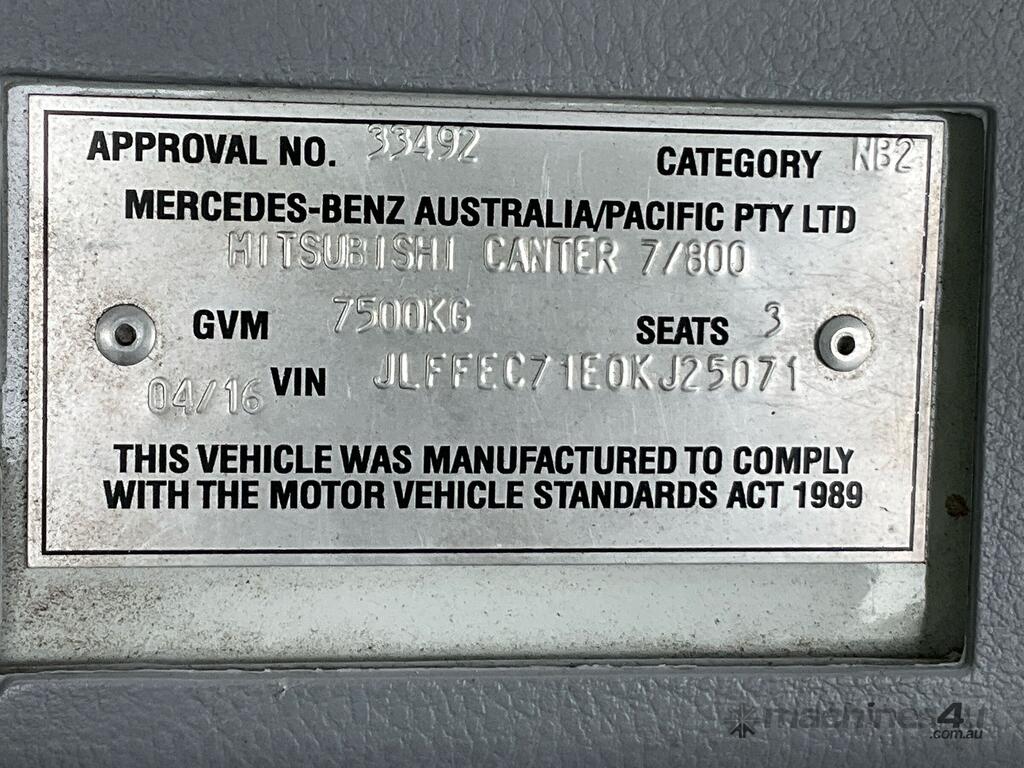 APPROVAL NO. 33492 CATEGORY NB2
MERCEDES-BENZ AUSTRALIA/PACIFIC PTY LTD
MITSUBISHI CANTER 7/800
GVM 7500KG SEATS 3
04/16 VIN JLFFEC71E0KJ25071
THIS VEHICLE WAS MANUFACTURED TO COMPLY
WITH THE MOTOR VEHICLE STANDARDS ACT 1989
machines4u
.com.au